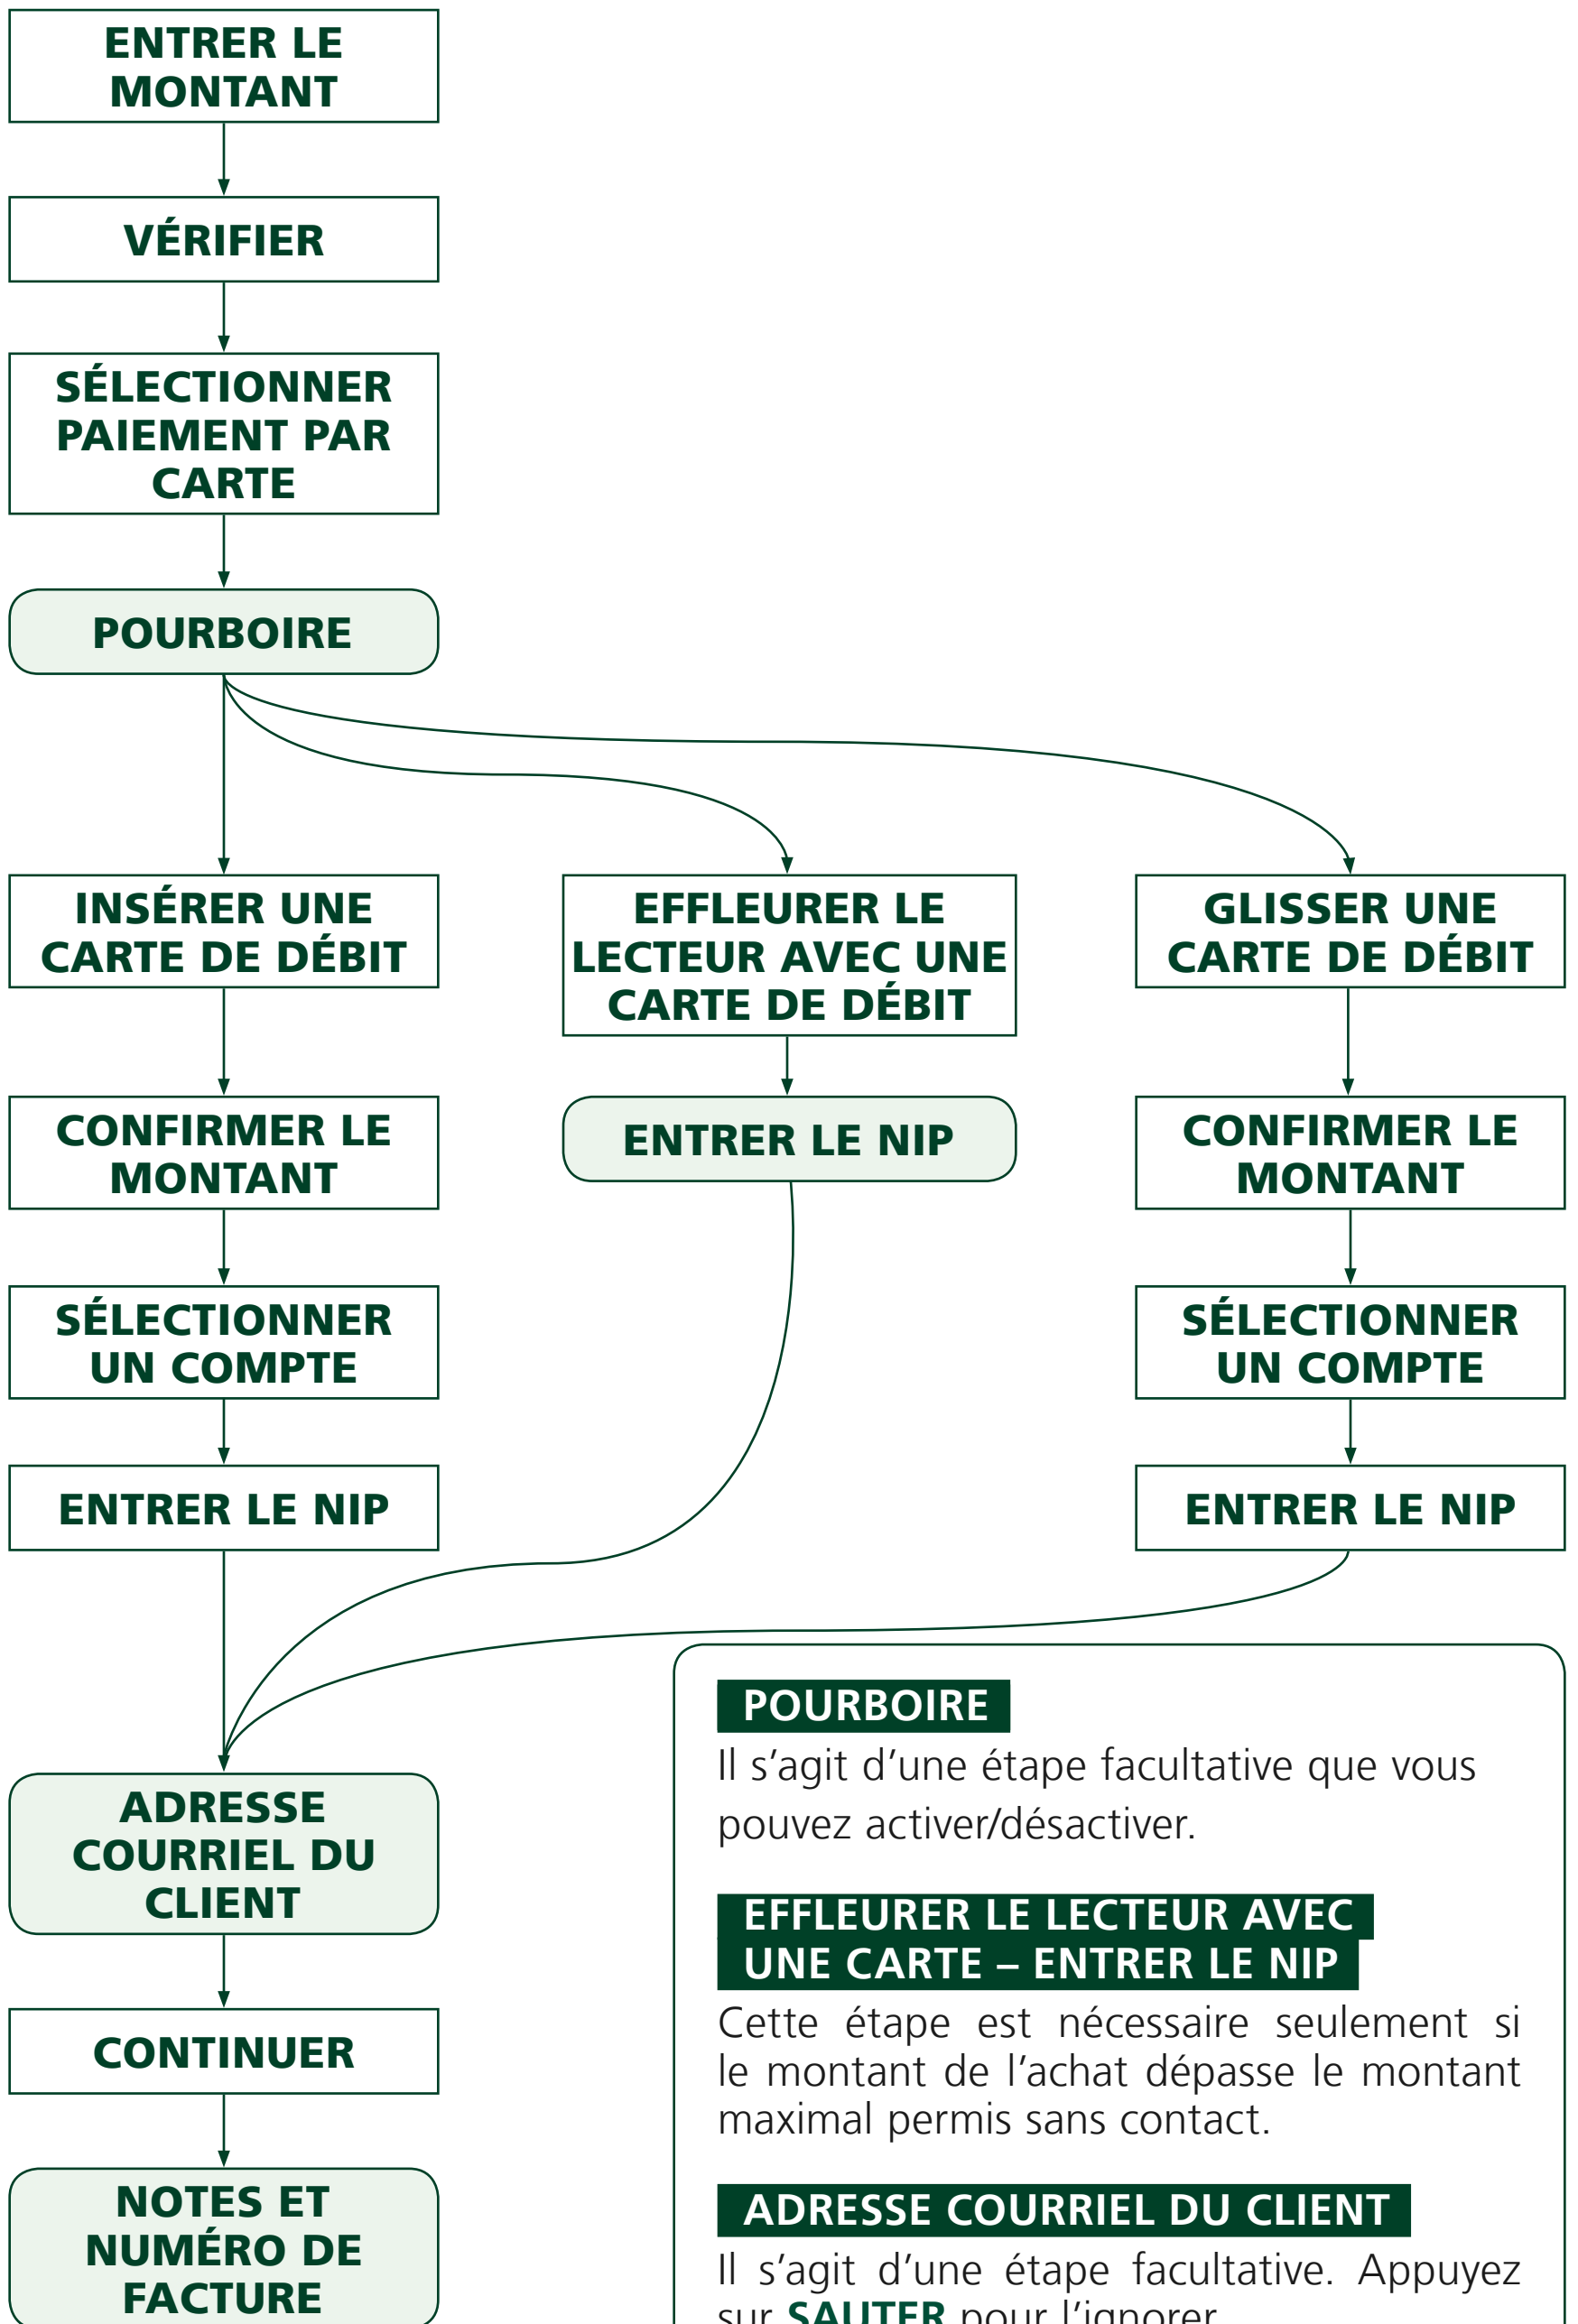 ENTRER LE
MONTANT
VÉRIFIER
SÉLECTIONNER
PAIEMENT PAR
CARTE
POURBOIRE
INSÉRER UNE
CARTE DE DÉBIT
CONFIRMER LE
MONTANT
SÉLECTIONNER
UN COMPTE
ENTRER LE NIP
EFFLEURER LE
LECTEUR AVEC UNE
CARTE DE DÉBIT
ENTRER LE NIP
GLISSER UNE
CARTE DE DÉBIT
CONFIRMER LE
MONTANT
SÉLECTIONNER
UN COMPTE
ENTRER LE NIP
ADRESSE
COURRIEL DU
CLIENT
CONTINUER
NOTES ET
NUMÉRO DE
FACTURE
POURBOIRE
Il s’agit d’une étape facultative que vous
pouvez activer/désactiver.
EFFLEURER LE LECTEUR AVEC
UNE CARTE – ENTRER LE NIP
Cette étape est nécessaire seulement si
le montant de l’achat dépasse le montant
maximal permis sans contact.
ADRESSE COURRIEL DU CLIENT
Il s’agit d’une étape facultative. Appuyez
sur SAUTER pour l’ignorer.